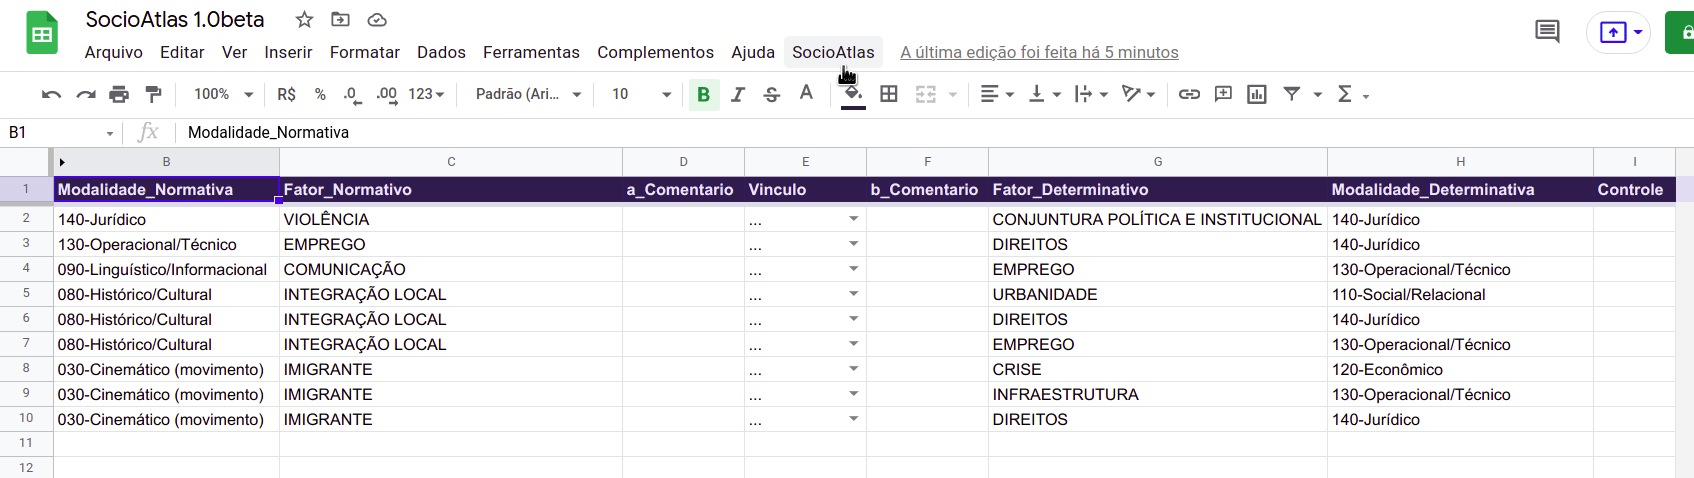 SocioAtlas 1.0beta
Arquivo Editar Ver Inserir Formatar Dados Ferramentas Complementos Ajuda SocioAtlas A última edição foi feita há 5 minutos
100% R$ % .0 .00 123 Padrão (Ari... 10 B I S A Σ
B1 fx Modalidade_Normativa
B C D E F G H I
1 Modalidade_Normativa Fator_Normativo a_Comentario Vinculo b_Comentario Fator_Determinativo Modalidade_Determinativa Controle
2 140-Jurídico VIOLÊNCIA ... CONJUNTURA POLÍTICA E INSTITUCIONAL 140-Jurídico
3 130-Operacional/Técnico EMPREGO ... DIREITOS 140-Jurídico
4 090-Linguístico/Informacional COMUNICAÇÃO ... EMPREGO 130-Operacional/Técnico
5 080-Histórico/Cultural INTEGRAÇÃO LOCAL ... URBANIDADE 110-Social/Relacional
6 080-Histórico/Cultural INTEGRAÇÃO LOCAL ... DIREITOS 140-Jurídico
7 080-Histórico/Cultural INTEGRAÇÃO LOCAL ... EMPREGO 130-Operacional/Técnico
8 030-Cinemático (movimento) IMIGRANTE ... CRISE 120-Econômico
9 030-Cinemático (movimento) IMIGRANTE ... INFRAESTRUTURA 130-Operacional/Técnico
10 030-Cinemático (movimento) IMIGRANTE ... DIREITOS 140-Jurídico
11
12